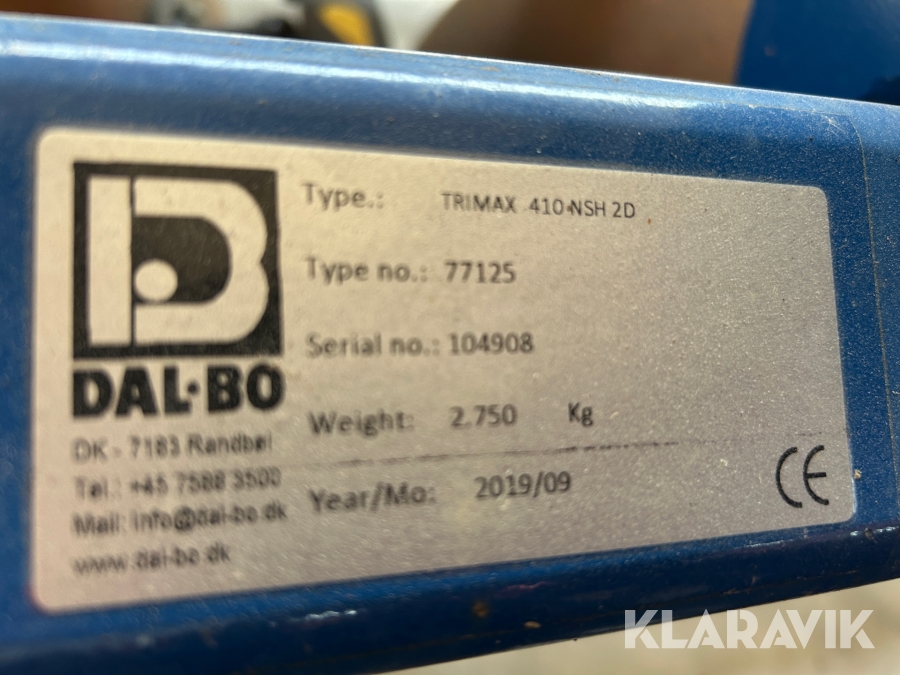 DAL·BO
DK - 7183 Randbøl
Tel.: +45 7588 3500
Mail: info@dal-bo.dk
www.dal-bo.dk
Type.: TRIMAX 410 NSH 2D
Type no.: 77125
Serial no.: 104908
Weight: 2.750 Kg
Year/Mo: 2019/09
CE
KLARAVIK